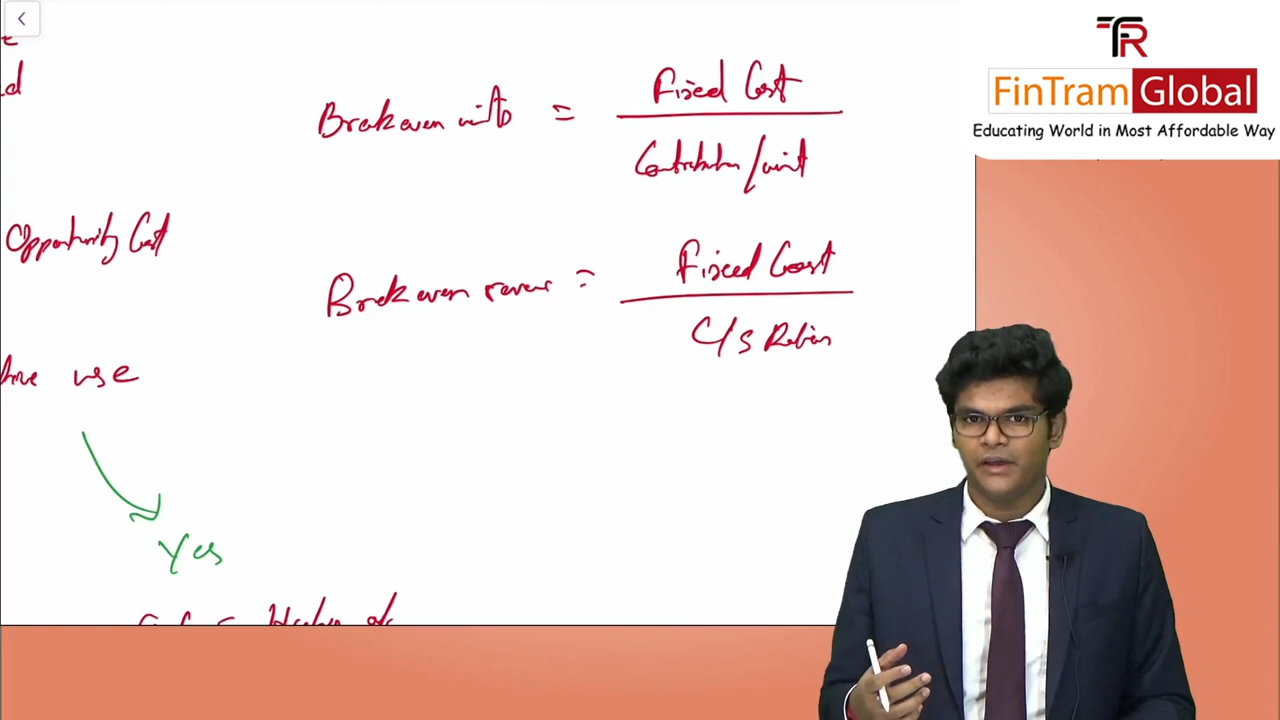 FR
FinTram Global
Educating World in Most Affordable Way
d
Opportunity Cost
use
Yes
Breakeven units = Fixed Cost
Contribution/unit
Breakeven revenue = Fixed Cost
C/S Ratio